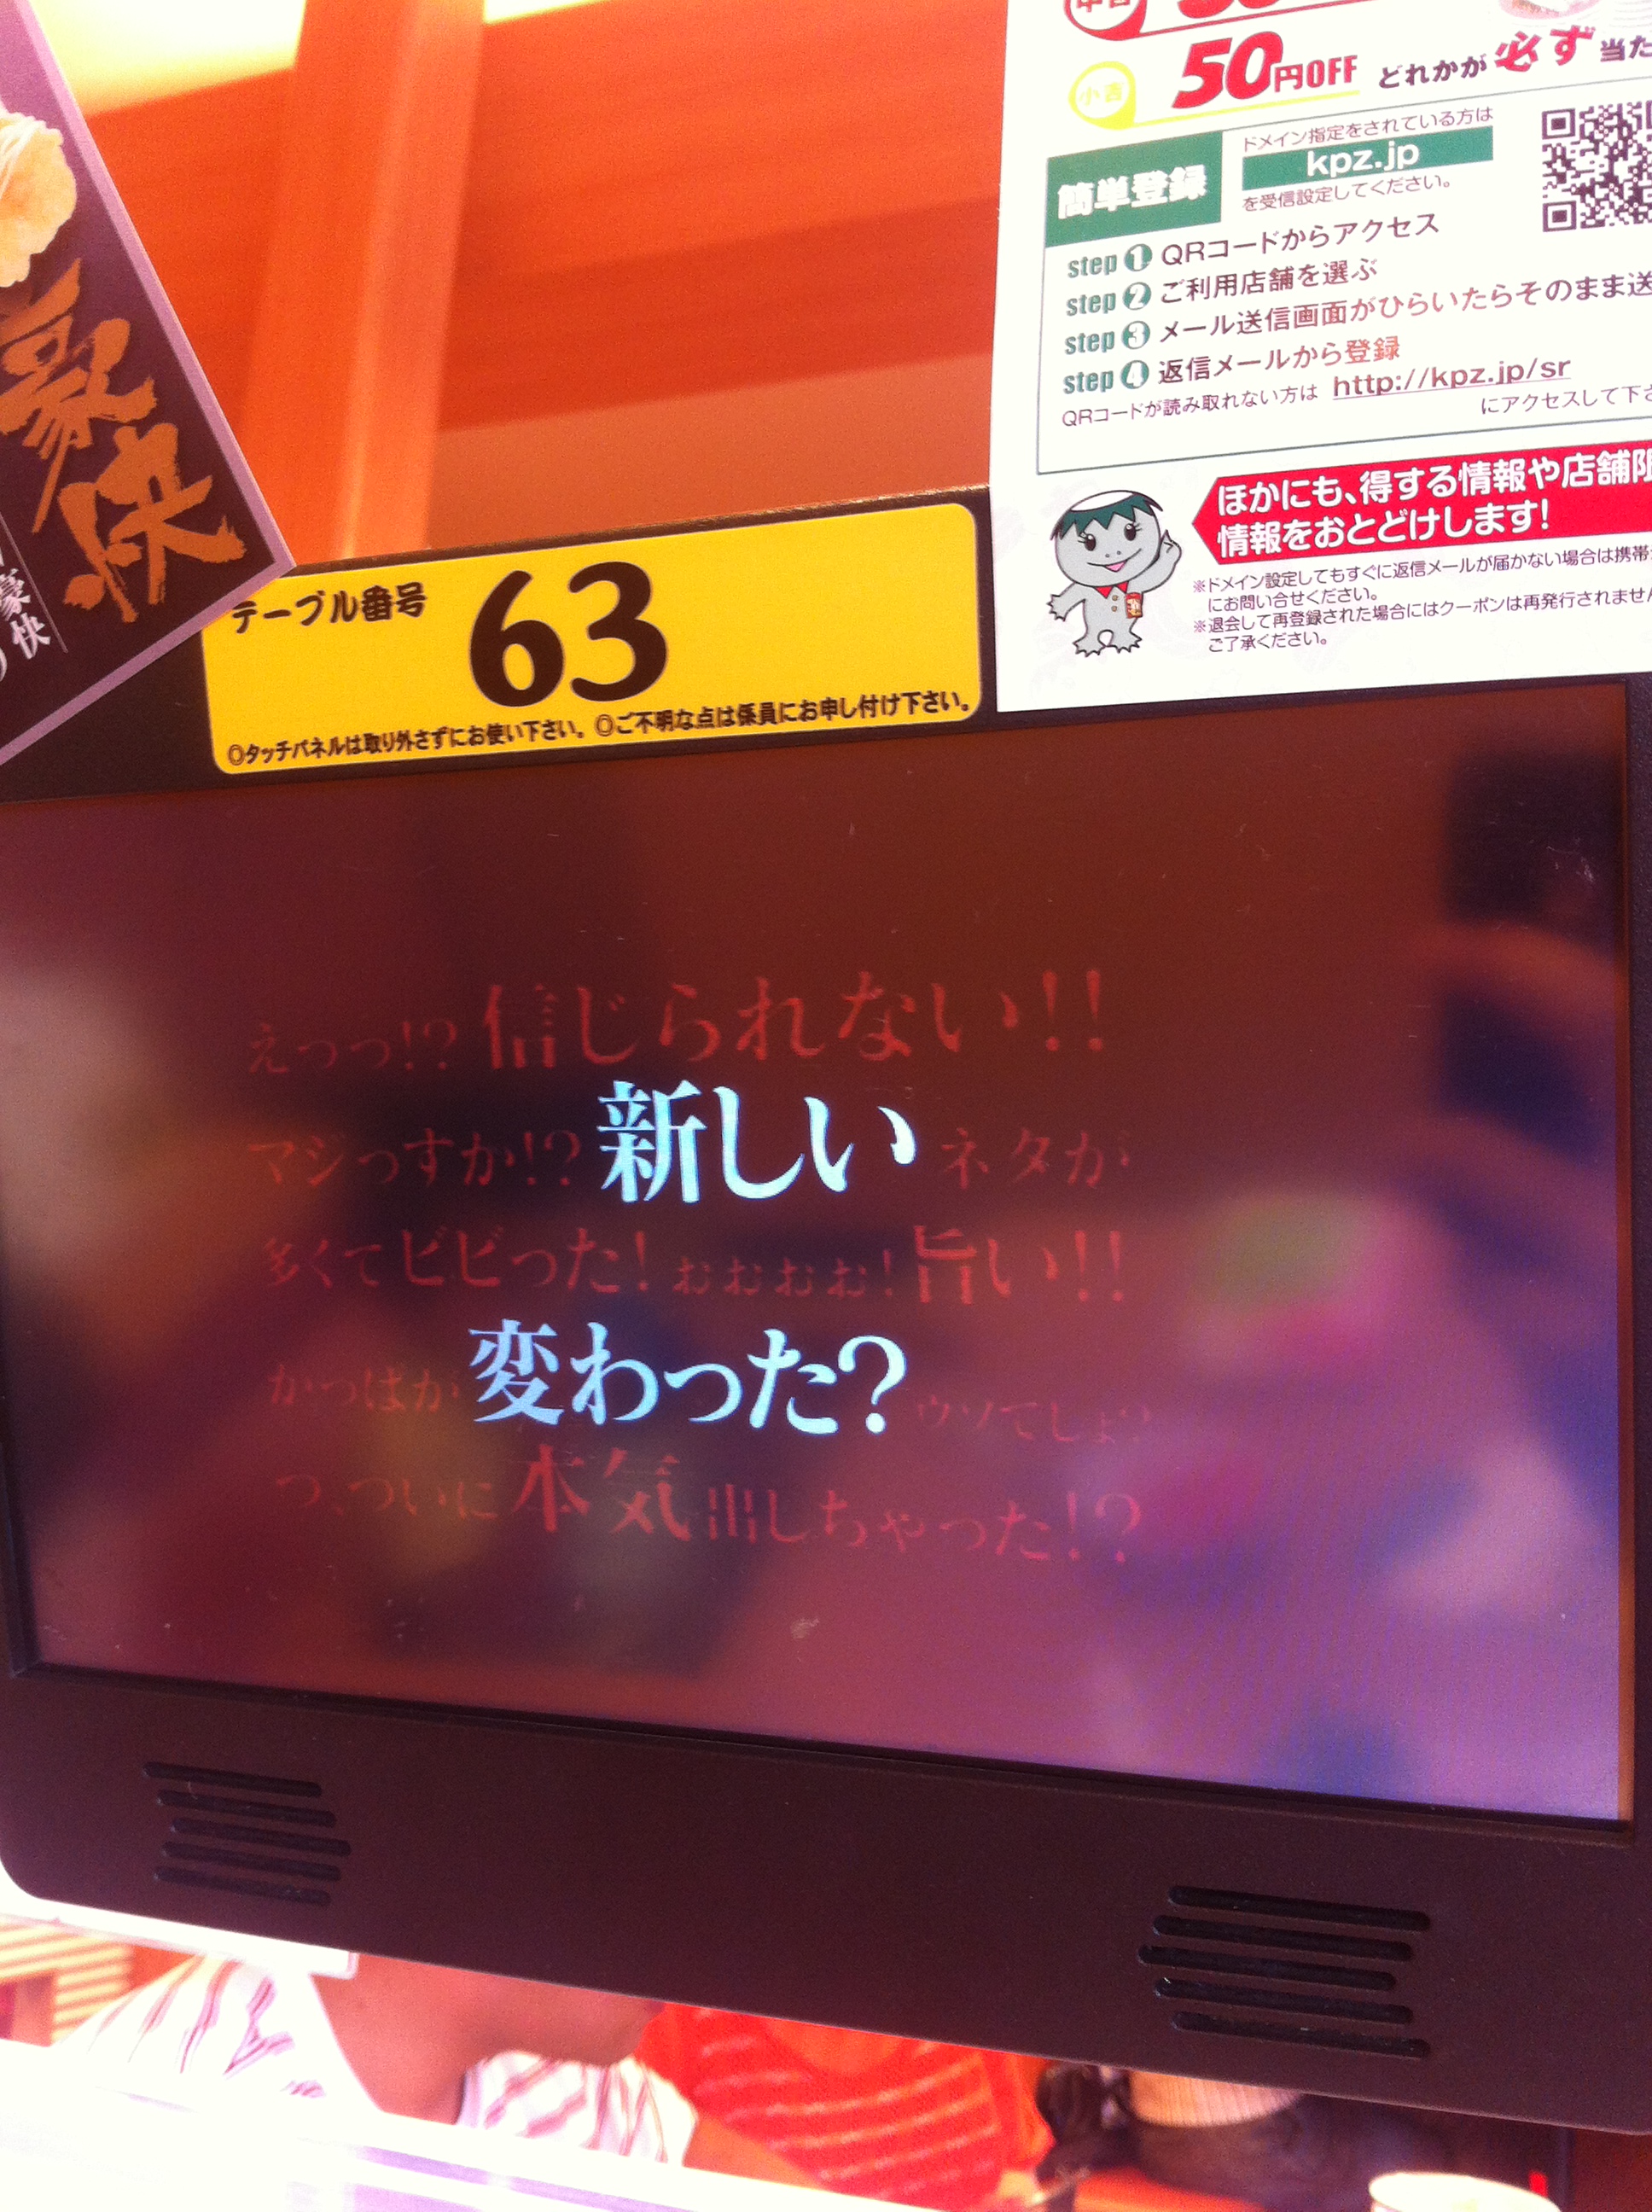 豪快
豪快
小吉 50円OFF どれかが必ず当た
簡単登録
ドメイン指定をされている方は
kpz.jp
を受信設定してください。
step 1 QRコードからアクセス
step 2 ご利用店舗を選ぶ
step 3 メール送信画面がひらいたらそのまま送
step 4 返信メールから登録
QRコードが読み取れない方は http://kpz.jp/sr
にアクセスして下さ
ほかにも、得する情報や店舗限
情報をおとどけします!
※ドメイン設定してもすぐに返信メールが届かない場合は携帯
にお問い合せください。
※退会して再登録された場合にはクーポンは再発行されません
ご了承ください。
テーブル番号 63
◎タッチパネルは取り外さずにお使い下さい。◎ご不明な点は係員にお申し付け下さい。
えっっ!? 信じられない!!
マジっすか!? 新しい ネタが
多くてビビった! ぉぉぉぉ! 旨い!!
かっぱが 変わった? ウソでしょ?
つ、ついに 本気 出しちゃった!?